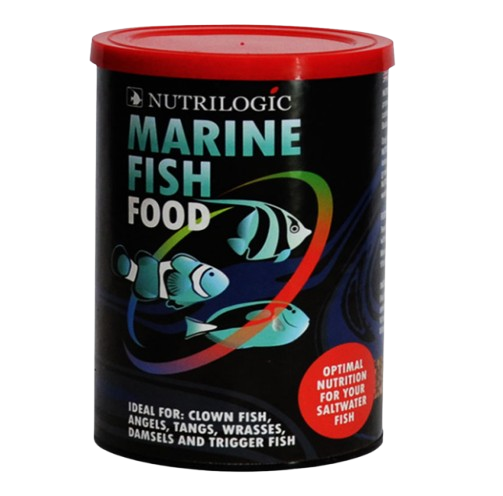 NUTRILOGIC
MARINE
FISH
FOOD
OPTIMAL
NUTRITION
FOR YOUR
SALTWATER
FISH
IDEAL FOR: CLOWN FISH,
ANGELS, TANGS, WRASSES,
DAMSELS AND TRIGGER FISH